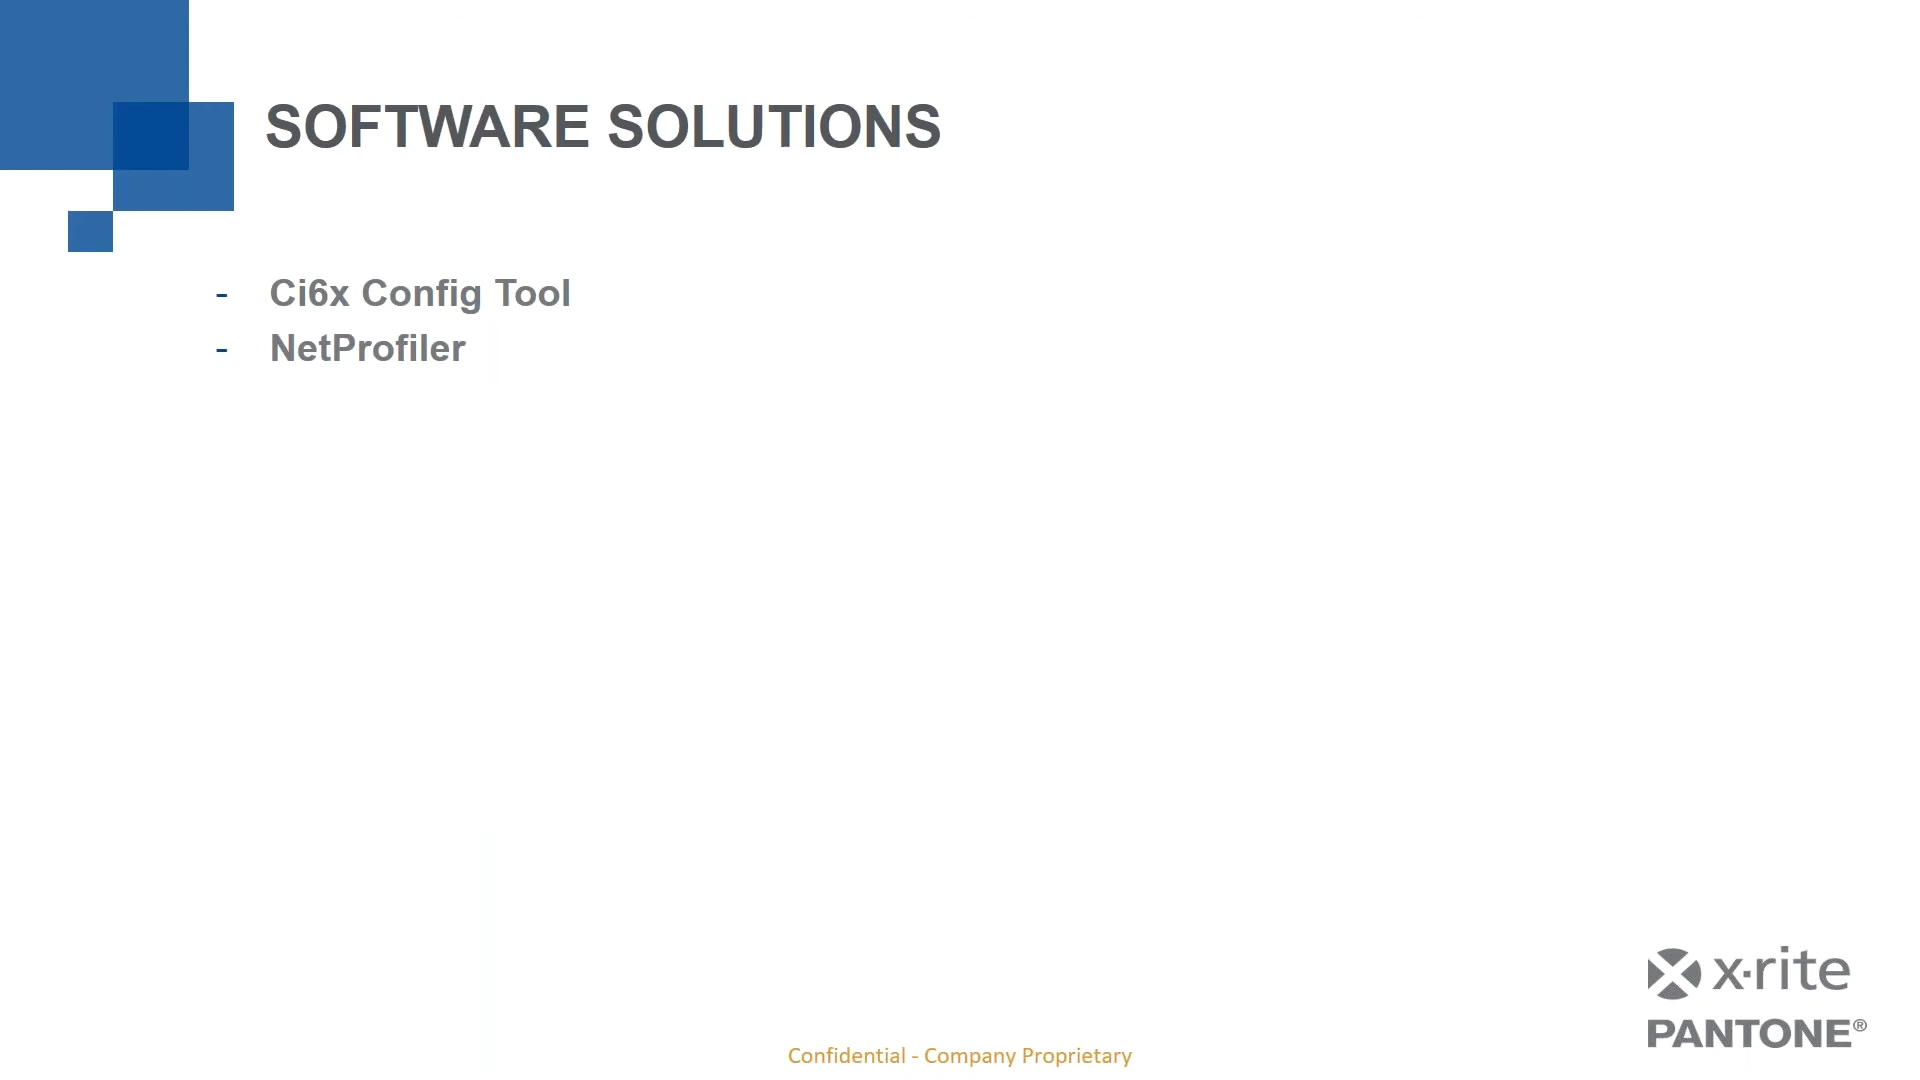 SOFTWARE SOLUTIONS
- Ci6x Config Tool
- NetProfiler
x·rite
PANTONE®
Confidential - Company Proprietary